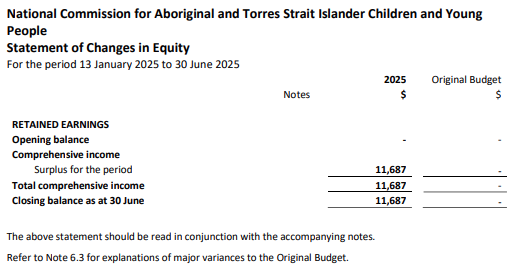 National Commission for Aboriginal and Torres Strait Islander Children and Young
People
Statement of Changes in Equity
For the period 13 January 2025 to 30 June 2025
2025 Original Budget
Notes $ $
RETAINED EARNINGS
Opening balance - -
Comprehensive income
Surplus for the period 11,687 -
Total comprehensive income 11,687 -
Closing balance as at 30 June 11,687 -
The above statement should be read in conjunction with the accompanying notes.
Refer to Note 6.3 for explanations of major variances to the Original Budget.